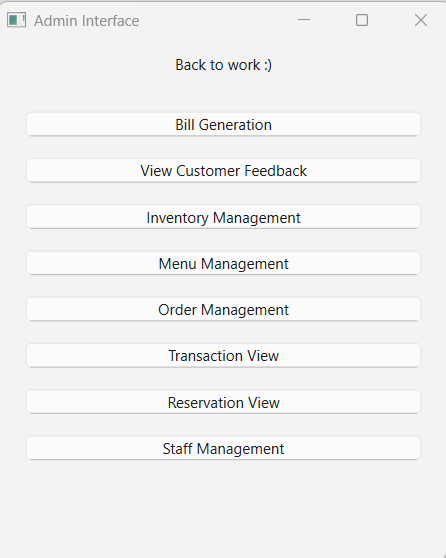 Admin Interface
Back to work :)
Bill Generation
View Customer Feedback
Inventory Management
Menu Management
Order Management
Transaction View
Reservation View
Staff Management